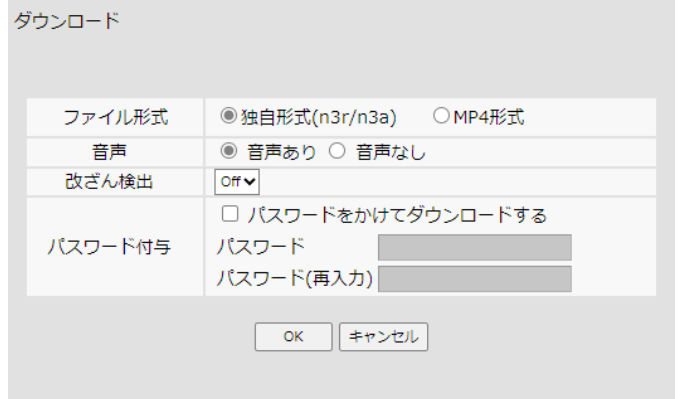 ダウンロード
ファイル形式 独自形式(n3r/n3a) MP4形式
音声 音声あり 音声なし
改ざん検出 Off
パスワード付与 パスワードをかけてダウンロードする
パスワード
パスワード(再入力)
OK キャンセル